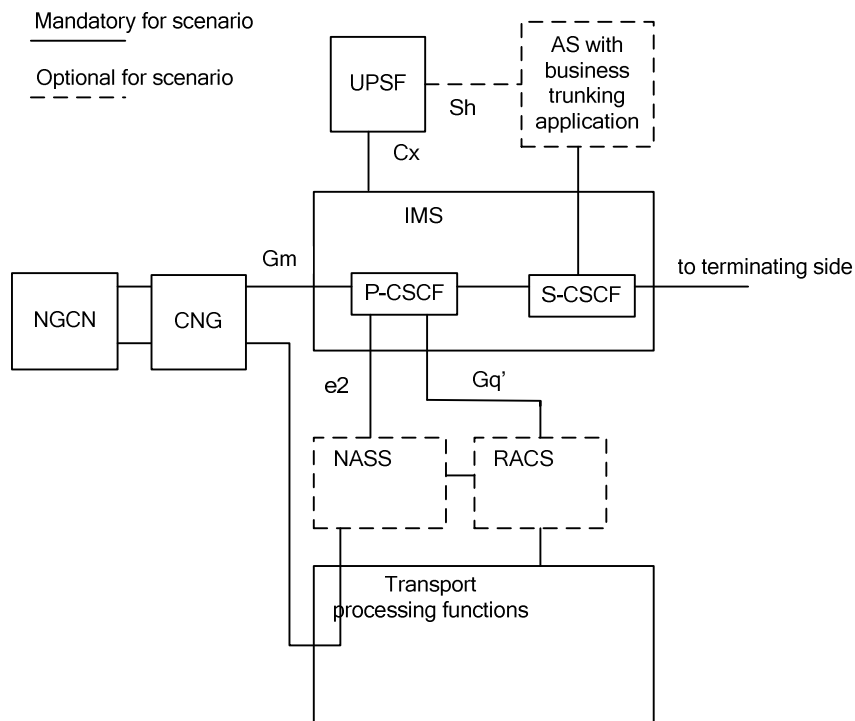 Mandatory for scenario
Optional for scenario
UPSF
Sh
AS with
business
trunking
application
Cx
IMS
Gm
to terminating side
NGCN
CNG
P-CSCF
S-CSCF
e2
Gq’
NASS
RACS
Transport
processing functions